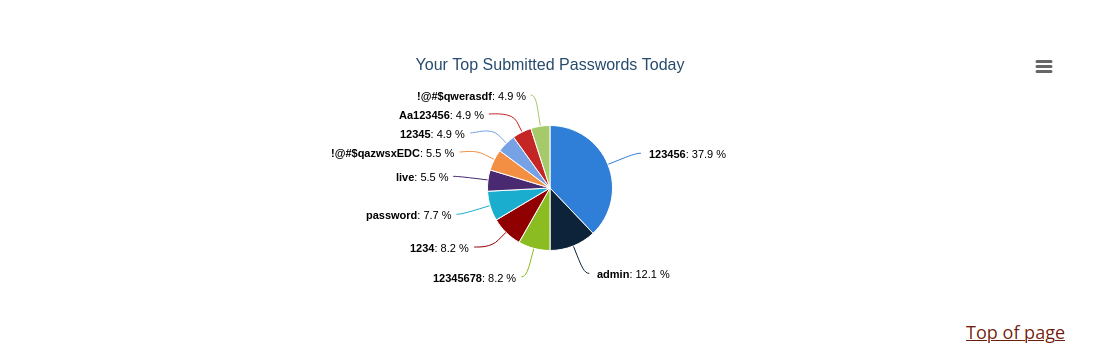 Your Top Submitted Passwords Today
!@#$qwerasdf: 4.9 %
Aa123456: 4.9 %
12345: 4.9 %
!@#$qazwsxEDC: 5.5 %
123456: 37.9 %
live: 5.5 %
password: 7.7 %
1234: 8.2 %
admin: 12.1 %
12345678: 8.2 %
Top of page